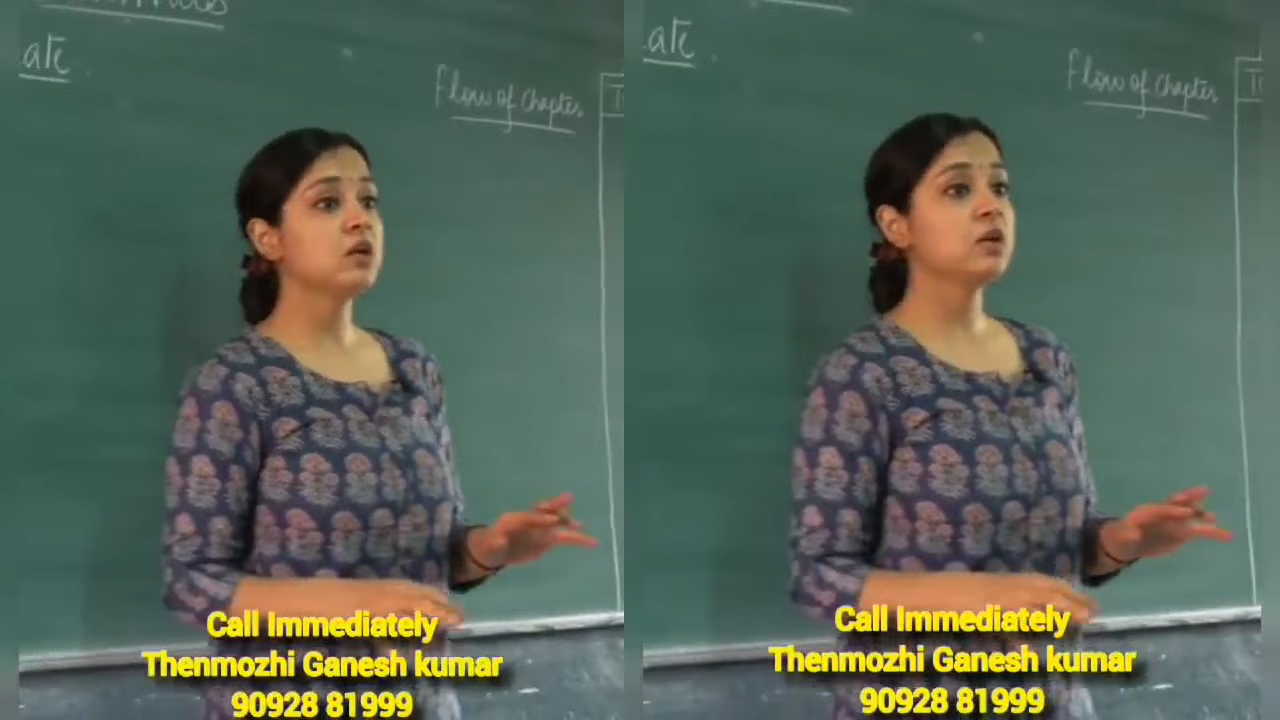 ate
Flow of Chapter
Call Immediately
Thenmozhi Ganesh kumar
90928 81999
ate
Flow of Chapter
Call Immediately
Thenmozhi Ganesh kumar
90928 81999